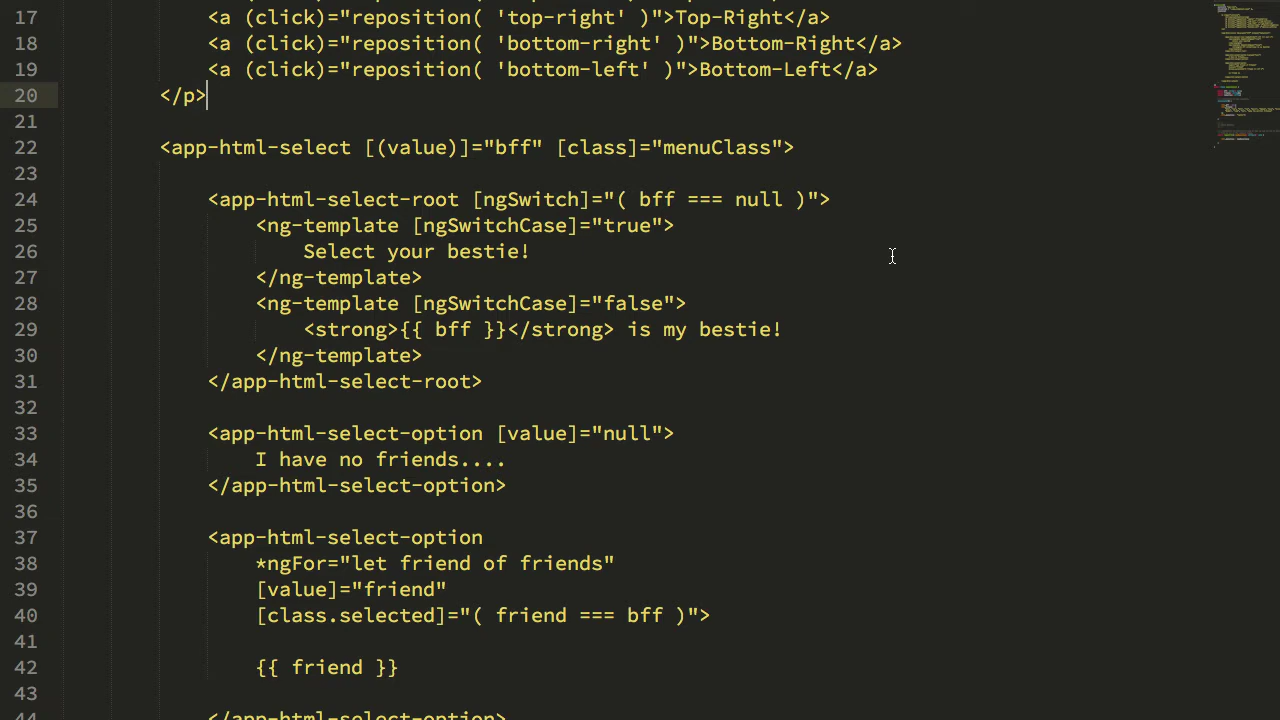 17 <a (click)="reposition( 'top-right' )">Top-Right</a>
18 <a (click)="reposition( 'bottom-right' )">Bottom-Right</a>
19 <a (click)="reposition( 'bottom-left' )">Bottom-Left</a>
20 </p>
21
22 <app-html-select [(value)]="bff" [class]="menuClass">
23
24 <app-html-select-root [ngSwitch]="( bff === null )">
25 <ng-template [ngSwitchCase]="true">
26 Select your bestie!
27 </ng-template>
28 <ng-template [ngSwitchCase]="false">
29 <strong>{{ bff }}</strong> is my bestie!
30 </ng-template>
31 </app-html-select-root>
32
33 <app-html-select-option [value]="null">
34 I have no friends....
35 </app-html-select-option>
36
37 <app-html-select-option
38 *ngFor="let friend of friends"
39 [value]="friend"
40 [class.selected]="( friend === bff )">
41
42 {{ friend }}
43
44 </app-html-select-option>